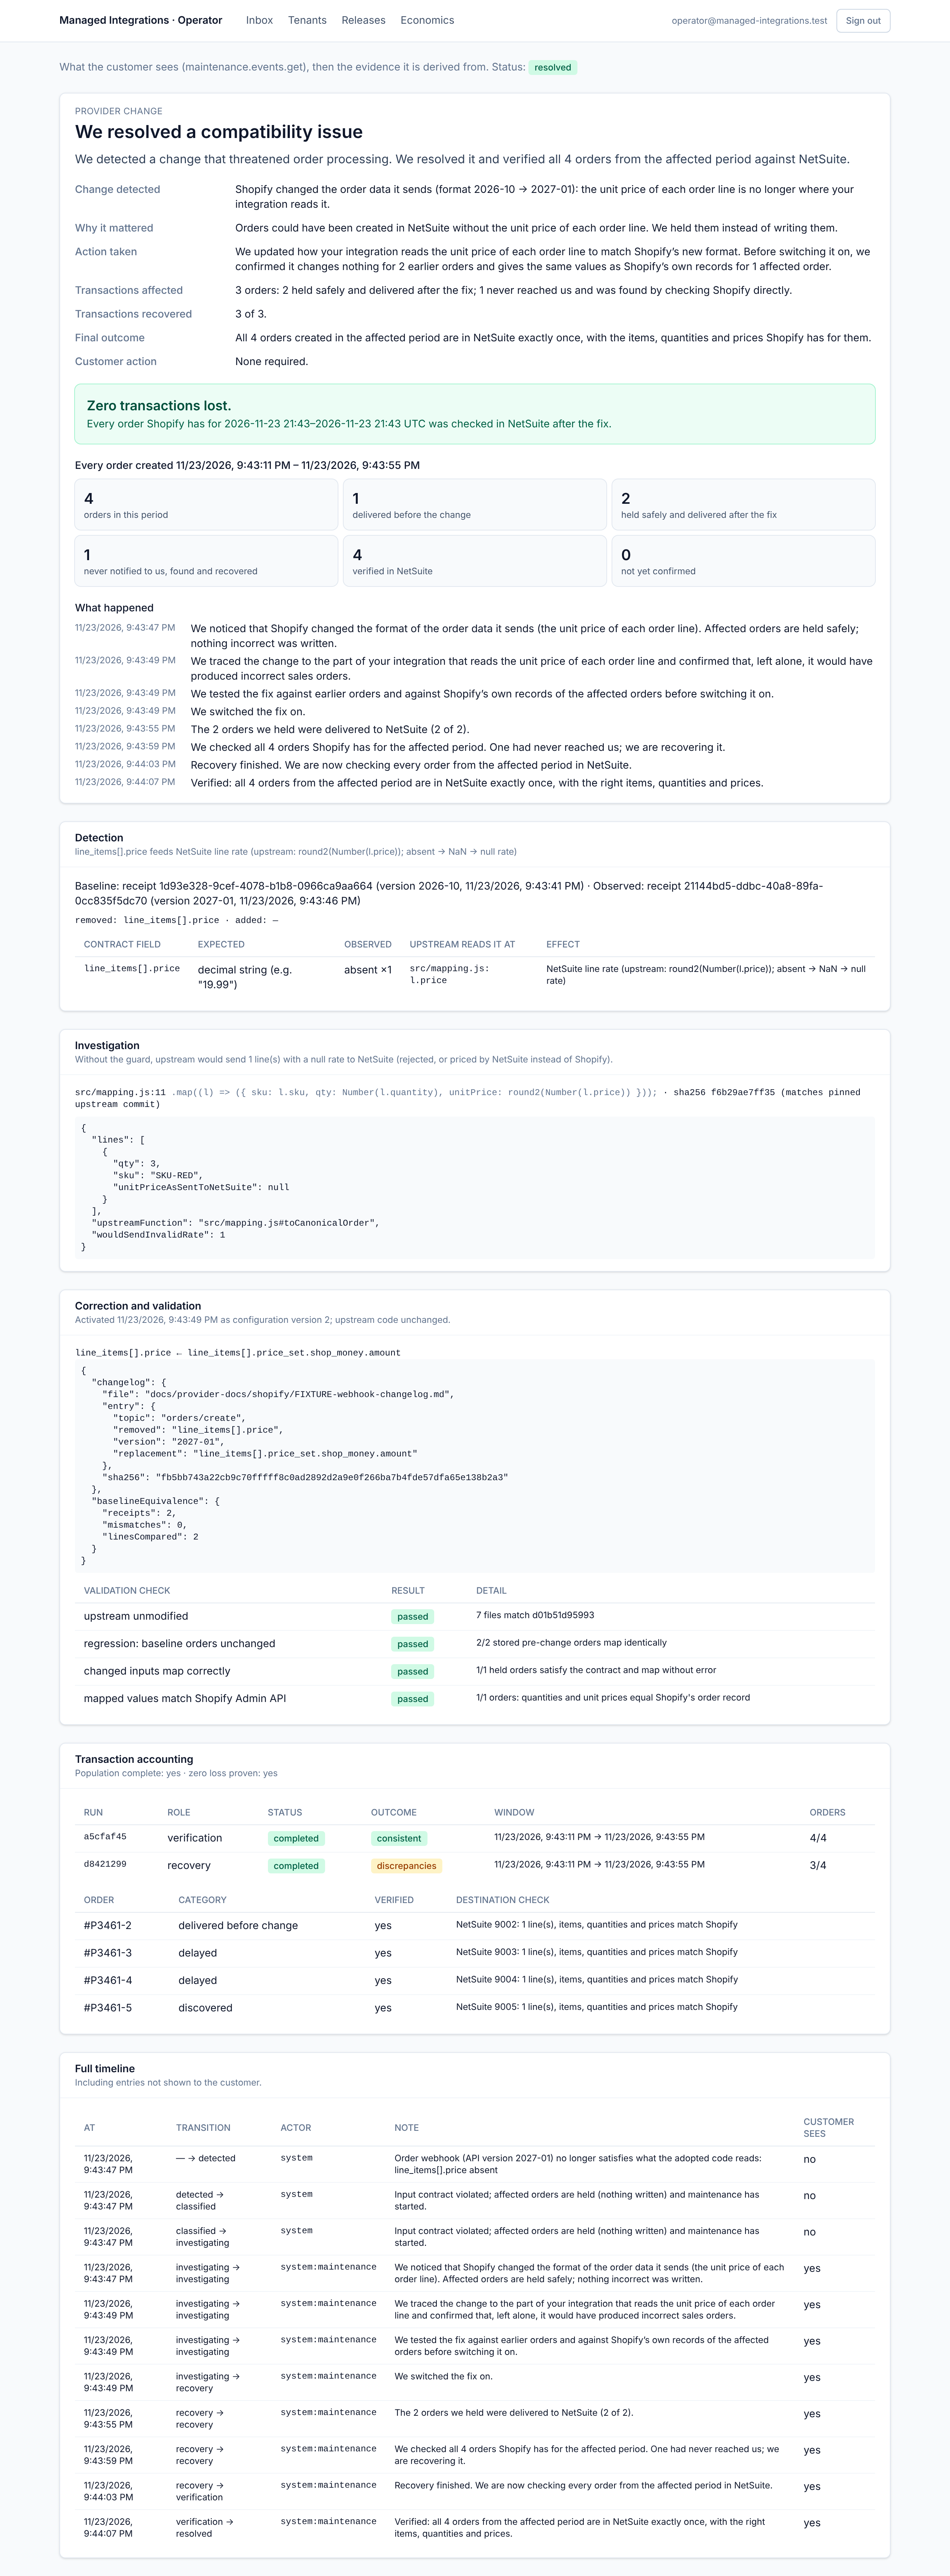 Managed Integrations · Operator
Inbox
Tenants
Releases
Economics
operator@managed-integrations.test
Sign out
What the customer sees (maintenance.events.get), then the evidence it is derived from. Status: resolved
PROVIDER CHANGE
We resolved a compatibility issue
We detected a change that threatened order processing. We resolved it and verified all 4 orders from the affected period against NetSuite.
Change detected
Shopify changed the order data it sends (format 2026-10 → 2027-01): the unit price of each order line is no longer where your
integration reads it.
Why it mattered
Orders could have been created in NetSuite without the unit price of each order line. We held them instead of writing them.
Action taken
We updated how your integration reads the unit price of each order line to match Shopify’s new format. Before switching it on, we
confirmed it changes nothing for 2 earlier orders and gives the same values as Shopify’s own records for 1 affected order.
Transactions affected
3 orders: 2 held safely and delivered after the fix; 1 never reached us and was found by checking Shopify directly.
Transactions recovered
3 of 3.
Final outcome
All 4 orders created in the affected period are in NetSuite exactly once, with the items, quantities and prices Shopify has for them.
Customer action
None required.
Zero transactions lost.
Every order Shopify has for 2026-11-23 21:43–2026-11-23 21:43 UTC was checked in NetSuite after the fix.
Every order created 11/23/2026, 9:43:11 PM – 11/23/2026, 9:43:55 PM
4
orders in this period
1
delivered before the change
2
held safely and delivered after the fix
1
never notified to us, found and recovered
4
verified in NetSuite
0
not yet confirmed
What happened
11/23/2026, 9:43:47 PM
We noticed that Shopify changed the format of the order data it sends (the unit price of each order line). Affected orders are held safely;
nothing incorrect was written.
11/23/2026, 9:43:49 PM
We traced the change to the part of your integration that reads the unit price of each order line and confirmed that, left alone, it would have
produced incorrect sales orders.
11/23/2026, 9:43:49 PM
We tested the fix against earlier orders and against Shopify’s own records of the affected orders before switching it on.
11/23/2026, 9:43:49 PM
We switched the fix on.
11/23/2026, 9:43:55 PM
The 2 orders we held were delivered to NetSuite (2 of 2).
11/23/2026, 9:43:59 PM
We checked all 4 orders Shopify has for the affected period. One had never reached us; we are recovering it.
11/23/2026, 9:44:03 PM
Recovery finished. We are now checking every order from the affected period in NetSuite.
11/23/2026, 9:44:07 PM
Verified: all 4 orders from the affected period are in NetSuite exactly once, with the right items, quantities and prices.
Detection
line_items[].price feeds NetSuite line rate (upstream: round2(Number(l.price)); absent → NaN → null rate)
Baseline: receipt 1d93e328-9cef-4078-b1b8-0966ca9aa664 (version 2026-10, 11/23/2026, 9:43:41 PM) · Observed: receipt 21144bd5-ddbc-40a8-89fa-
0cc835f5dc70 (version 2027-01, 11/23/2026, 9:43:46 PM)
removed: line_items[].price · added: —
CONTRACT FIELD
EXPECTED
OBSERVED
UPSTREAM READS IT AT
EFFECT
line_items[].price
decimal string (e.g.
"19.99")
absent ×1
src/mapping.js:
l.price
NetSuite line rate (upstream: round2(Number(l.price)); absent → NaN → null
rate)
Investigation
Without the guard, upstream would send 1 line(s) with a null rate to NetSuite (rejected, or priced by NetSuite instead of Shopify).
src/mapping.js:11 .map((l) => ({ sku: l.sku, qty: Number(l.quantity), unitPrice: round2(Number(l.price)) })); · sha256 f6b29ae7ff35 (matches pinned
upstream commit)
{
"lines": [
{
"qty": 3,
"sku": "SKU-RED",
"unitPriceAsSentToNetSuite": null
}
],
"upstreamFunction": "src/mapping.js#toCanonicalOrder",
"wouldSendInvalidRate": 1
}
Correction and validation
Activated 11/23/2026, 9:43:49 PM as configuration version 2; upstream code unchanged.
line_items[].price ← line_items[].price_set.shop_money.amount
{
"changelog": {
"file": "docs/provider-docs/shopify/FIXTURE-webhook-changelog.md",
"entry": {
"topic": "orders/create",
"removed": "line_items[].price",
"version": "2027-01",
"replacement": "line_items[].price_set.shop_money.amount"
},
"sha256": "fb5bb743a22cb9c70fffff8c0ad2892d2a9e0f266ba7b4fde57dfa65e138b2a3"
},
"baselineEquivalence": {
"receipts": 2,
"mismatches": 0,
"linesCompared": 2
}
}
VALIDATION CHECK
RESULT
DETAIL
upstream unmodified
passed
7 files match d01b51d95993
regression: baseline orders unchanged
passed
2/2 stored pre-change orders map identically
changed inputs map correctly
passed
1/1 held orders satisfy the contract and map without error
mapped values match Shopify Admin API
passed
1/1 orders: quantities and unit prices equal Shopify's order record
Transaction accounting
Population complete: yes · zero loss proven: yes
RUN
ROLE
STATUS
OUTCOME
WINDOW
ORDERS
a5cfaf45
verification
completed
consistent
11/23/2026, 9:43:11 PM → 11/23/2026, 9:43:55 PM
4/4
d8421299
recovery
completed
discrepancies
11/23/2026, 9:43:11 PM → 11/23/2026, 9:43:55 PM
3/4
ORDER
CATEGORY
VERIFIED
DESTINATION CHECK
#P3461-2
delivered before change
yes
NetSuite 9002: 1 line(s), items, quantities and prices match Shopify
#P3461-3
delayed
yes
NetSuite 9003: 1 line(s), items, quantities and prices match Shopify
#P3461-4
delayed
yes
NetSuite 9004: 1 line(s), items, quantities and prices match Shopify
#P3461-5
discovered
yes
NetSuite 9005: 1 line(s), items, quantities and prices match Shopify
Full timeline
Including entries not shown to the customer.
AT
TRANSITION
ACTOR
NOTE
CUSTOMER
SEES
11/23/2026,
9:43:47 PM
— → detected
system
Order webhook (API version 2027-01) no longer satisfies what the adopted code reads:
line_items[].price absent
no
11/23/2026,
9:43:47 PM
detected →
classified
system
Input contract violated; affected orders are held (nothing written) and maintenance has
started.
no
11/23/2026,
9:43:47 PM
classified →
investigating
system
Input contract violated; affected orders are held (nothing written) and maintenance has
started.
no
11/23/2026,
9:43:47 PM
investigating →
investigating
system:maintenance
We noticed that Shopify changed the format of the order data it sends (the unit price of each
order line). Affected orders are held safely; nothing incorrect was written.
yes
11/23/2026,
9:43:49 PM
investigating →
investigating
system:maintenance
We traced the change to the part of your integration that reads the unit price of each order
line and confirmed that, left alone, it would have produced incorrect sales orders.
yes
11/23/2026,
9:43:49 PM
investigating →
investigating
system:maintenance
We tested the fix against earlier orders and against Shopify’s own records of the affected
orders before switching it on.
yes
11/23/2026,
9:43:49 PM
investigating →
recovery
system:maintenance
We switched the fix on.
yes
11/23/2026,
9:43:55 PM
recovery →
recovery
system:maintenance
The 2 orders we held were delivered to NetSuite (2 of 2).
yes
11/23/2026,
9:43:59 PM
recovery →
recovery
system:maintenance
We checked all 4 orders Shopify has for the affected period. One had never reached us; we
are recovering it.
yes
11/23/2026,
9:44:03 PM
recovery →
verification
system:maintenance
Recovery finished. We are now checking every order from the affected period in NetSuite.
yes
11/23/2026,
9:44:07 PM
verification →
resolved
system:maintenance
Verified: all 4 orders from the affected period are in NetSuite exactly once, with the right
items, quantities and prices.
yes